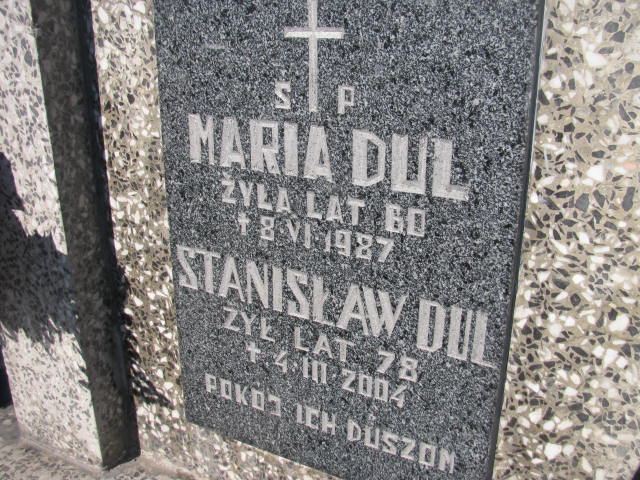 Ś P
MARIA DUL
ŻYŁA LAT 60
† 8 VI 1987
STANISŁAW DUL
ŻYŁ LAT 78
† 4 III 2004
POKÓJ ICH DUSZOM